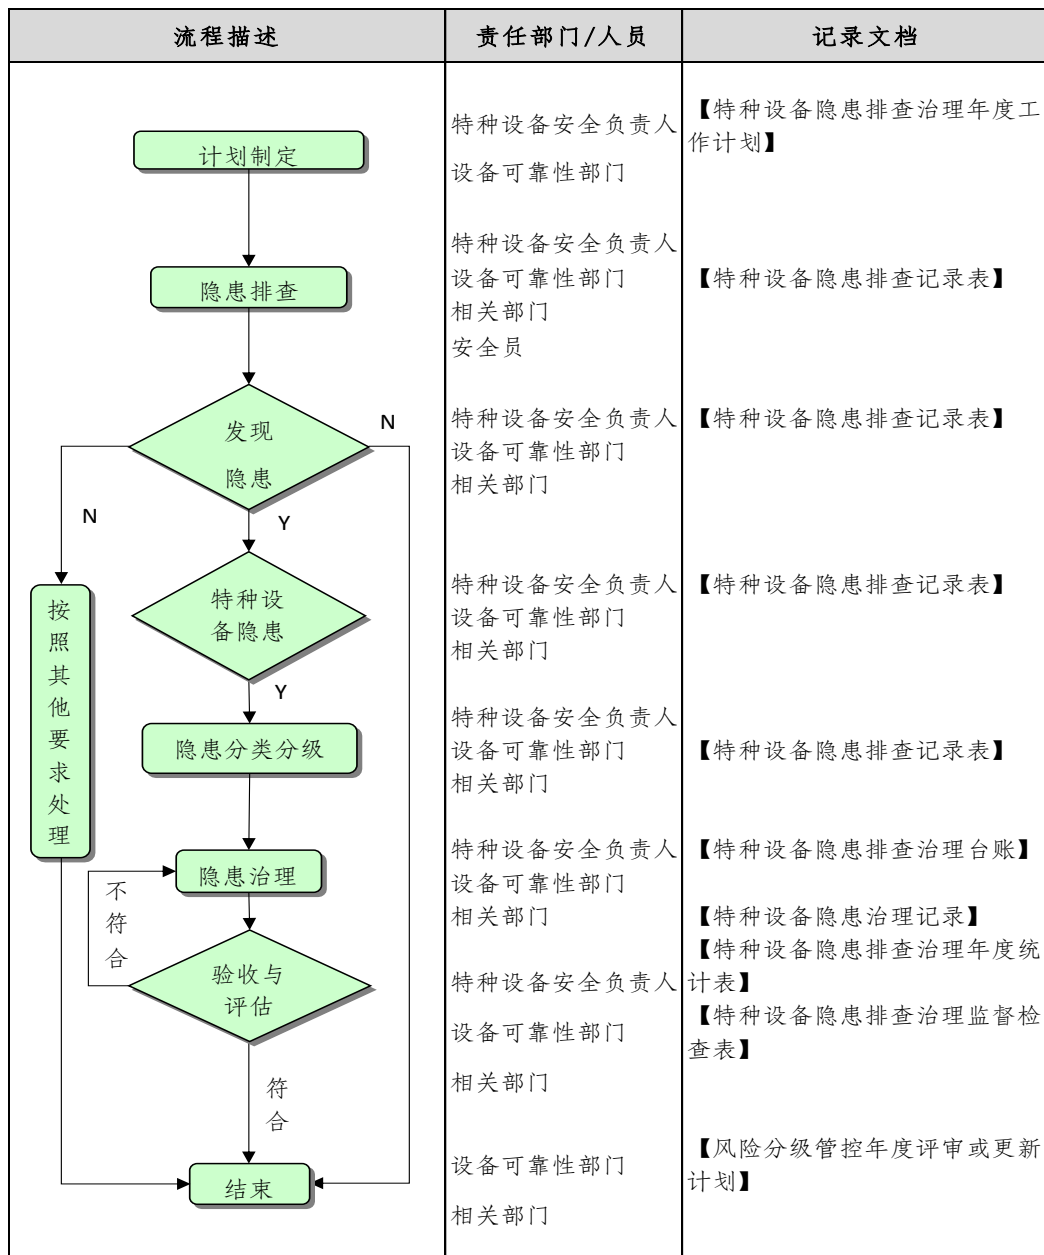 流程描述
责任部门/人员
记录文档
计划制定
特种设备安全负责人
设备可靠性部门
【特种设备隐患排查治理年度工
作计划】
隐患排查
特种设备安全负责人
设备可靠性部门
相关部门
安全员
【特种设备隐患排查记录表】
发现
隐患
N
N
Y
特种设备安全负责人
设备可靠性部门
相关部门
【特种设备隐患排查记录表】
按
照
其
他
要
求
处
理
特种设
备隐患
Y
特种设备安全负责人
设备可靠性部门
相关部门
【特种设备隐患排查记录表】
隐患分类分级
特种设备安全负责人
设备可靠性部门
相关部门
【特种设备隐患排查记录表】
隐患治理
不
符
合
特种设备安全负责人
设备可靠性部门
相关部门
【特种设备隐患排查治理台账】
【特种设备隐患治理记录】
验收与
评估
符
合
特种设备安全负责人
设备可靠性部门
相关部门
【特种设备隐患排查治理年度统
计表】
【特种设备隐患排查治理监督检
查表】
结束
设备可靠性部门
相关部门
【风险分级管控年度评审或更新
计划】